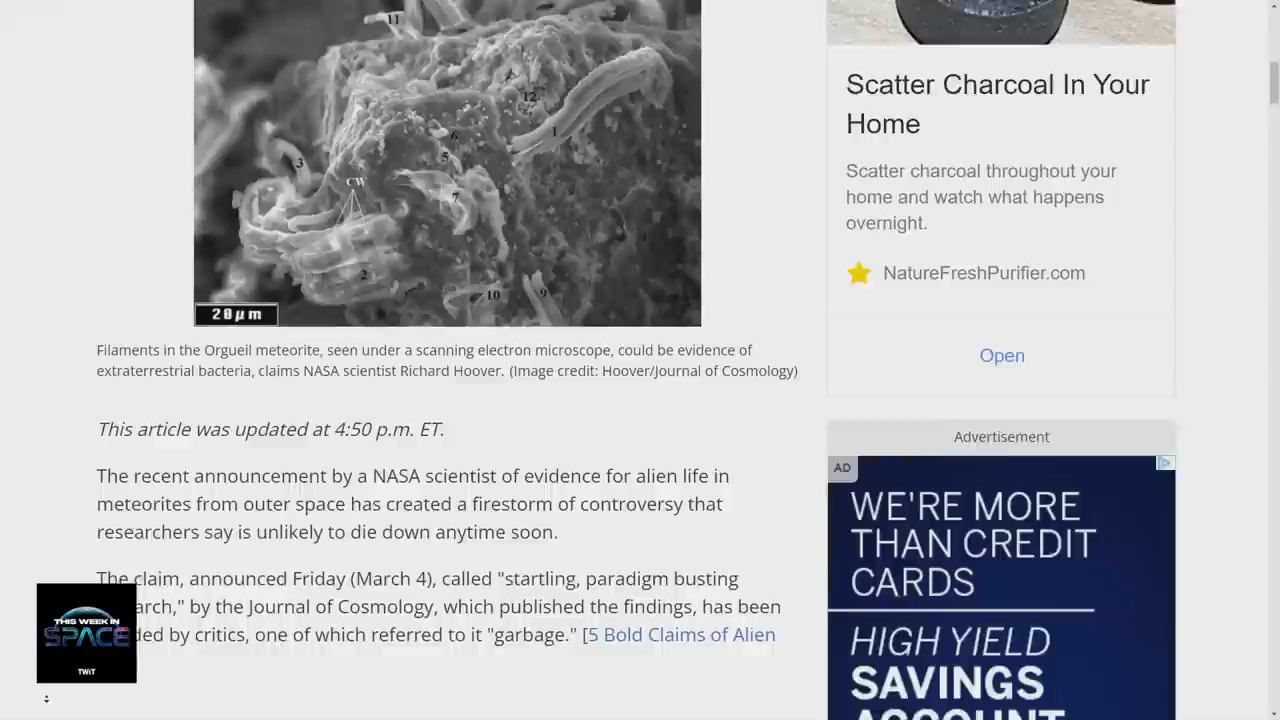 11
12
1
6
5
3
CW
7
2
10
9
20µm
Filaments in the Orgueil meteorite, seen under a scanning electron microscope, could be evidence of
extraterrestrial bacteria, claims NASA scientist Richard Hoover. (Image credit: Hoover/Journal of Cosmology)
This article was updated at 4:50 p.m. ET.
The recent announcement by a NASA scientist of evidence for alien life in
meteorites from outer space has created a firestorm of controversy that
researchers say is unlikely to die down anytime soon.
The claim, announced Friday (March 4), called "startling, paradigm busting
arch," by the Journal of Cosmology, which published the findings, has been
ded by critics, one of which referred to it "garbage." [5 Bold Claims of Alien
THIS WEEK IN
SPACE
TWiT
Scatter Charcoal In Your
Home
Scatter charcoal throughout your
home and watch what happens
overnight.
NatureFreshPurifier.com
Open
Advertisement
AD
WE'RE MORE
THAN CREDIT
CARDS
HIGH YIELD
SAVINGS
ACCOUNT